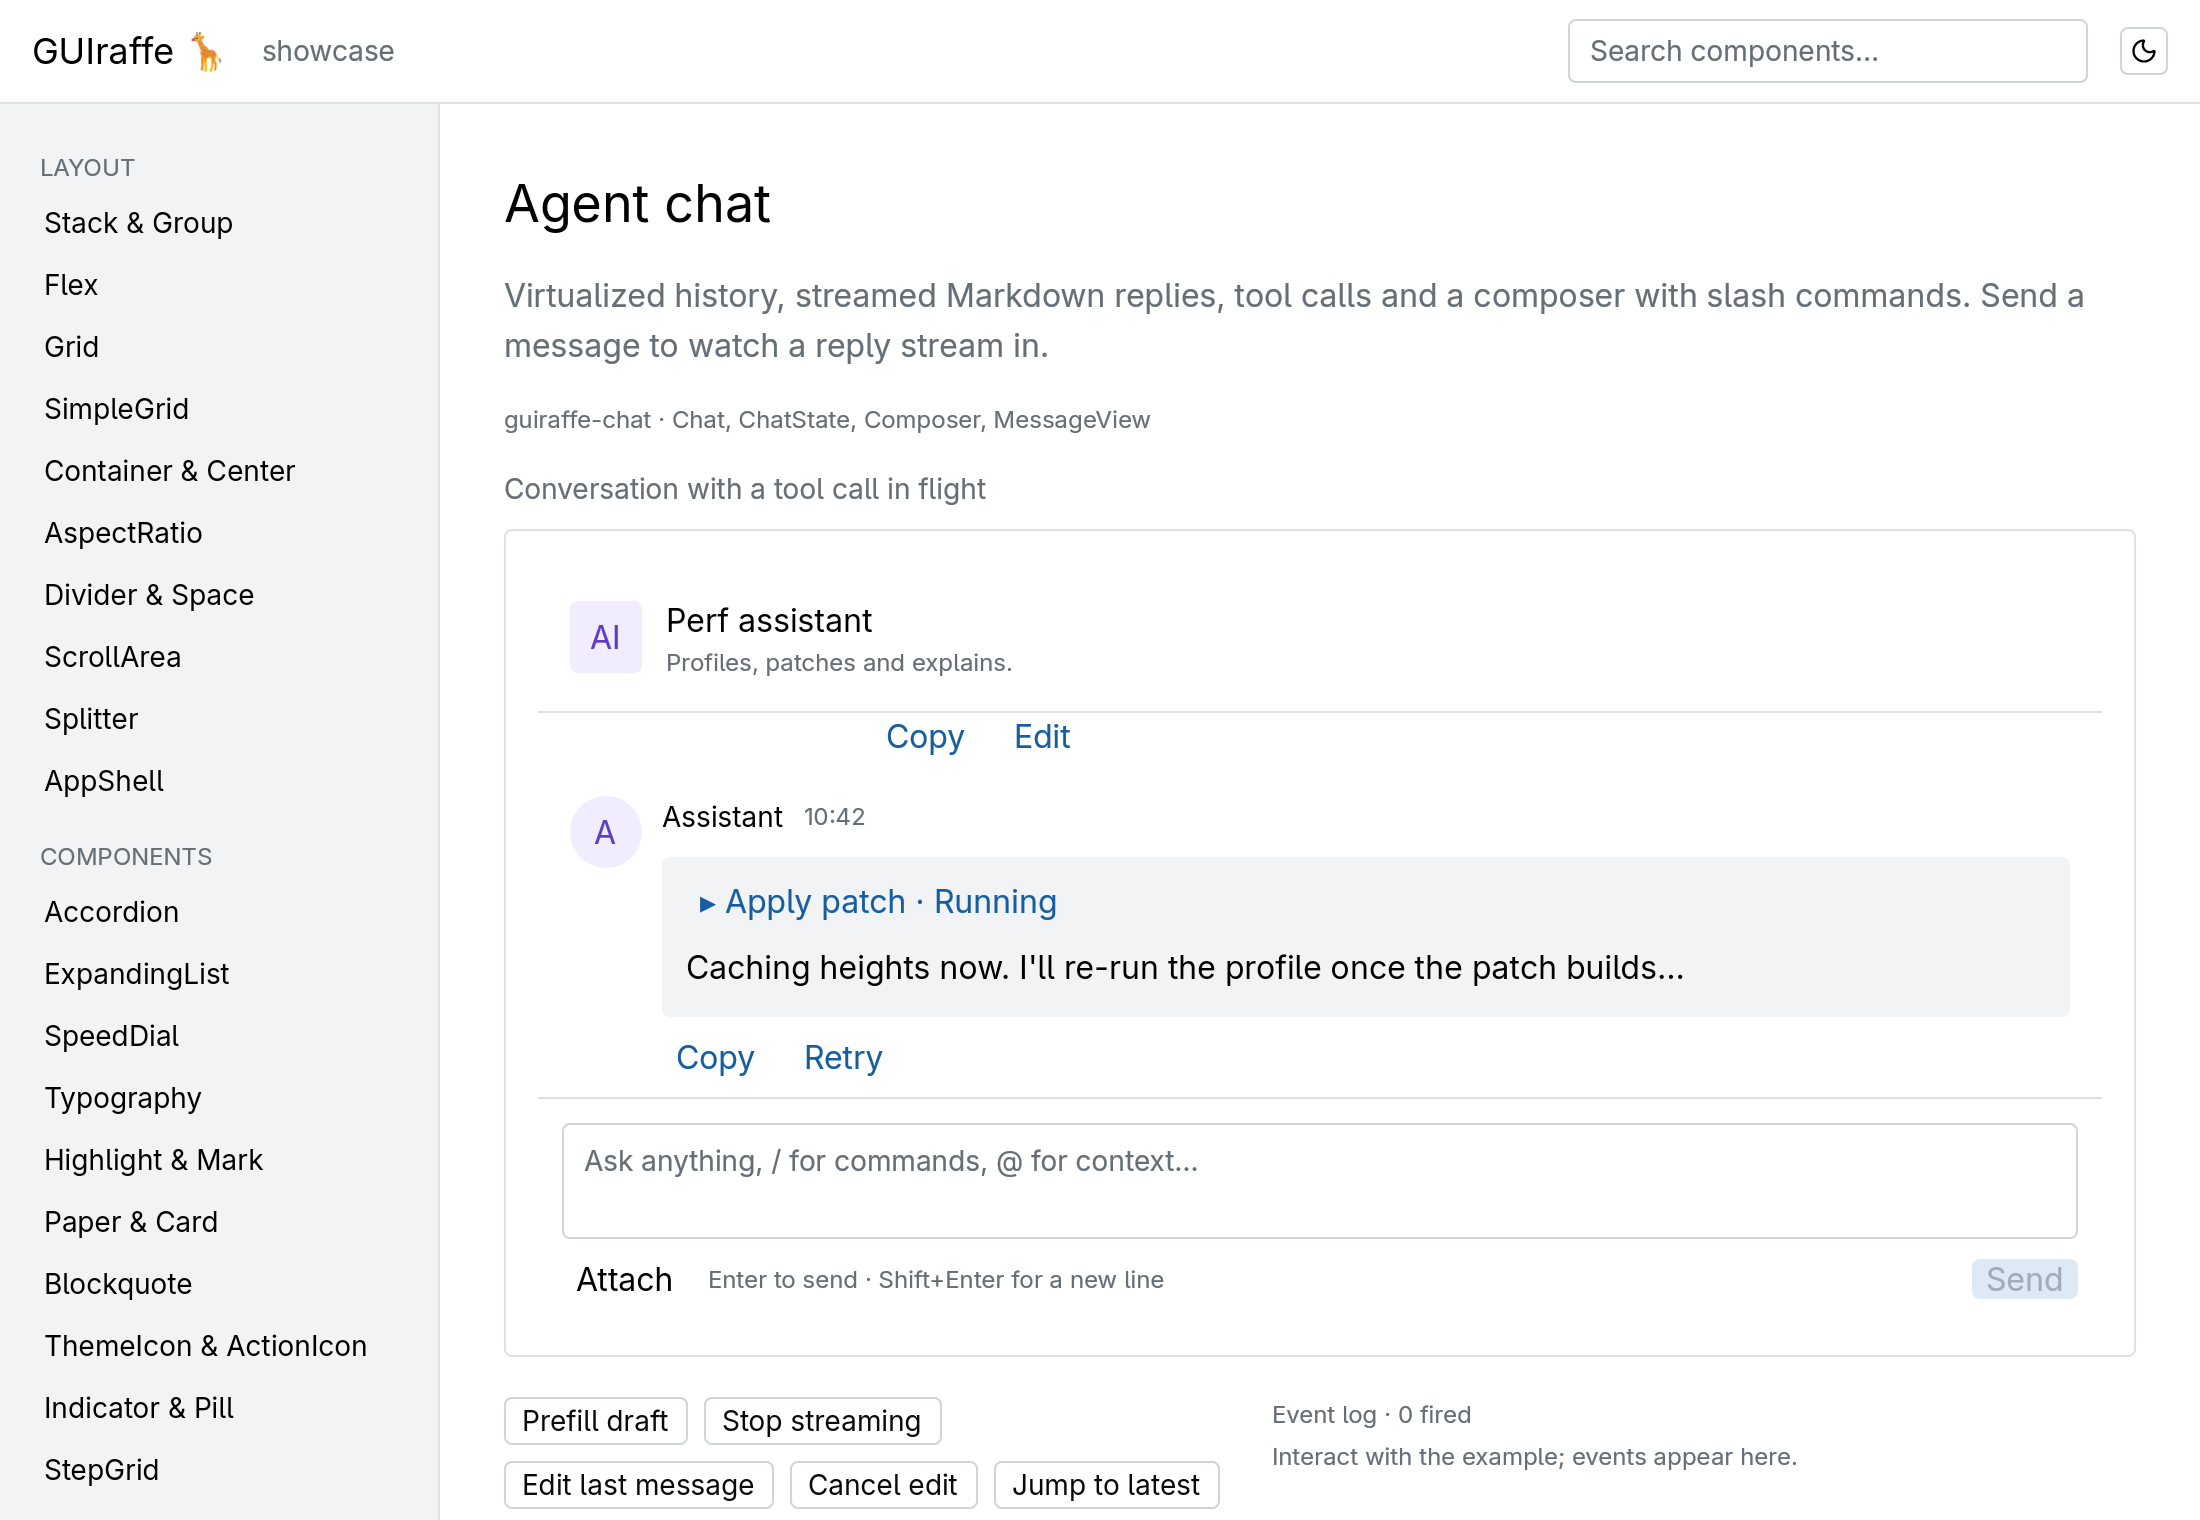 GUIraffe 🦒 showcase
Search components...
LAYOUT
Stack & Group
Flex
Grid
SimpleGrid
Container & Center
AspectRatio
Divider & Space
ScrollArea
Splitter
AppShell
COMPONENTS
Accordion
ExpandingList
SpeedDial
Typography
Highlight & Mark
Paper & Card
Blockquote
ThemeIcon & ActionIcon
Indicator & Pill
StepGrid
Agent chat
Virtualized history, streamed Markdown replies, tool calls and a composer with slash commands. Send a
message to watch a reply stream in.
guiraffe-chat · Chat, ChatState, Composer, MessageView
Conversation with a tool call in flight
AI
Perf assistant
Profiles, patches and explains.
Copy Edit
A
Assistant 10:42
▸ Apply patch · Running
Caching heights now. I'll re-run the profile once the patch builds...
Copy Retry
Ask anything, / for commands, @ for context...
Attach Enter to send · Shift+Enter for a new line Send
Prefill draft Stop streaming
Edit last message Cancel edit Jump to latest
Event log · 0 fired
Interact with the example; events appear here.